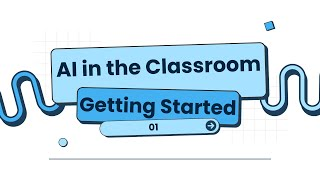 AI in the Classroom
Getting Started
01